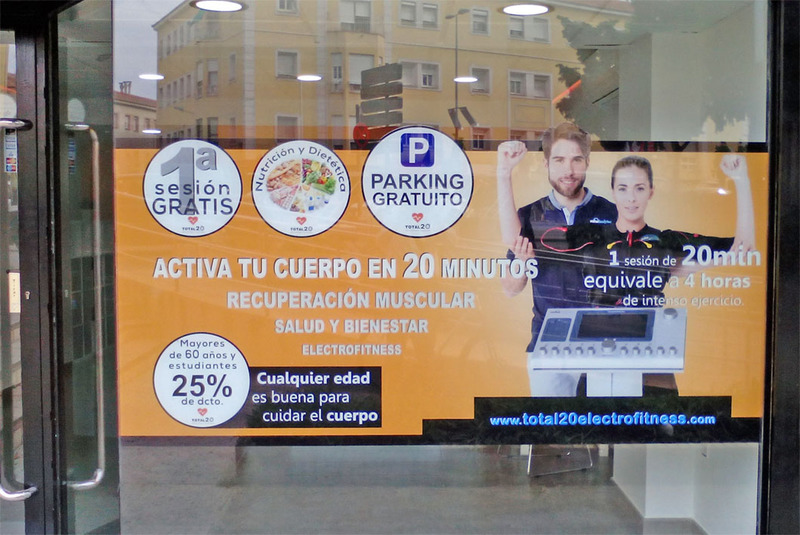 1ª
sesión
GRATIS
TOTAL20
Nutrición y Dietética
TOTAL20
P
PARKING
GRATUITO
TOTAL20
ACTIVA TU CUERPO EN 20 MINUTOS
RECUPERACIÓN MUSCULAR
SALUD Y BIENESTAR
ELECTROFITNESS
1 sesión de 20min
equivale a 4 horas
de intenso ejercicio.
Mayores
de 60 años y
estudiantes
25%
de dcto.
TOTAL20
Cualquier edad
es buena para
cuidar el cuerpo
www.total20electrofitness.com